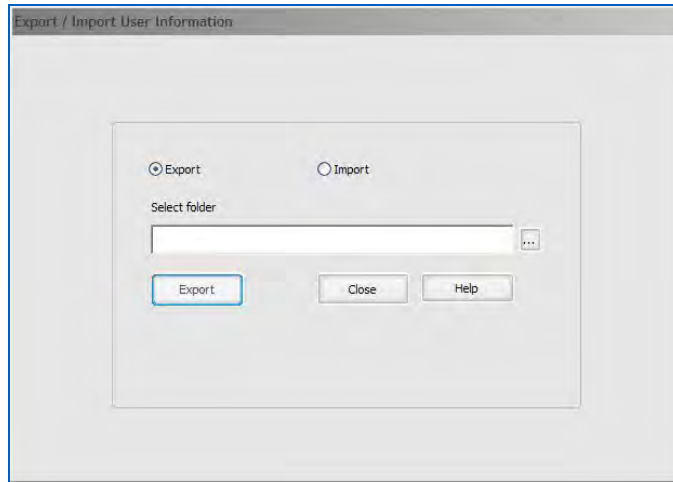 Export / Import User Information
Export Import
Select folder
...
Export Close Help